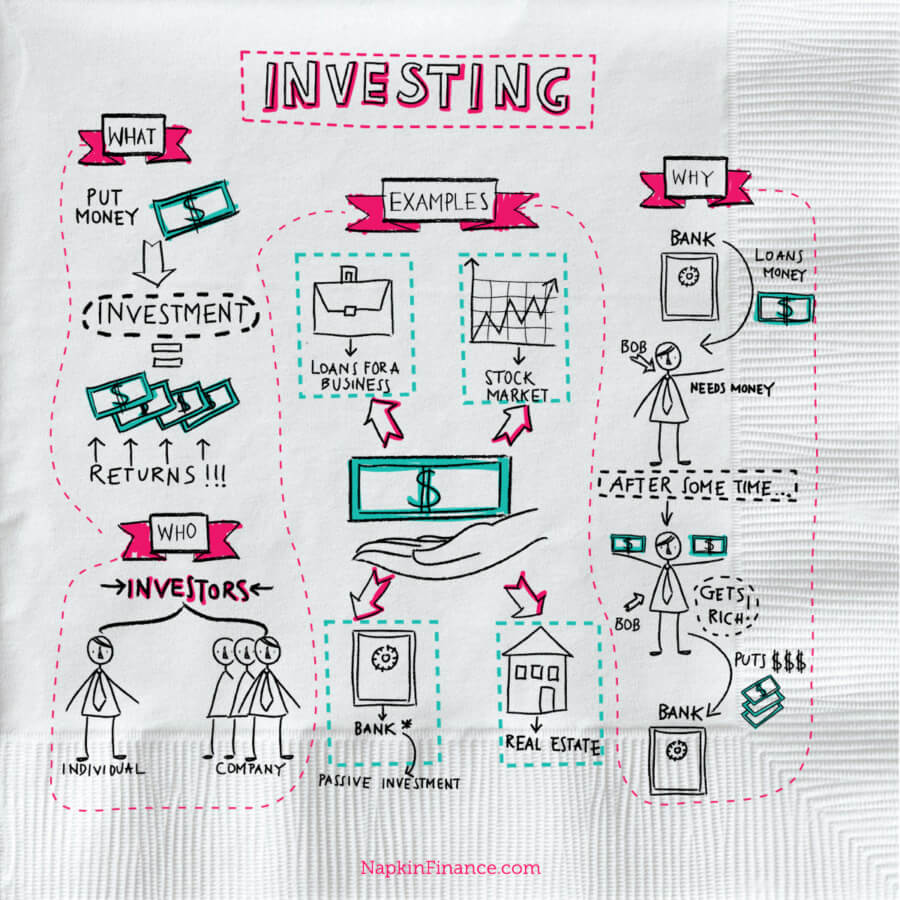 INVESTING
WHAT
PUT
MONEY
$
INVESTMENT
=
$ $ $ $
RETURNS!!!
WHO
INVESTORS
INDIVIDUAL
COMPANY
EXAMPLES
LOANS FOR A
BUSINESS
STOCK
MARKET
$
BANK *
PASSIVE INVESTMENT
REAL ESTATE
WHY
BANK
LOANS
MONEY
$
BOB
NEEDS MONEY
AFTER SOME TIME...
$ $
GETS
RICH
BOB
PUTS $$$
$
BANK
NapkinFinance.com